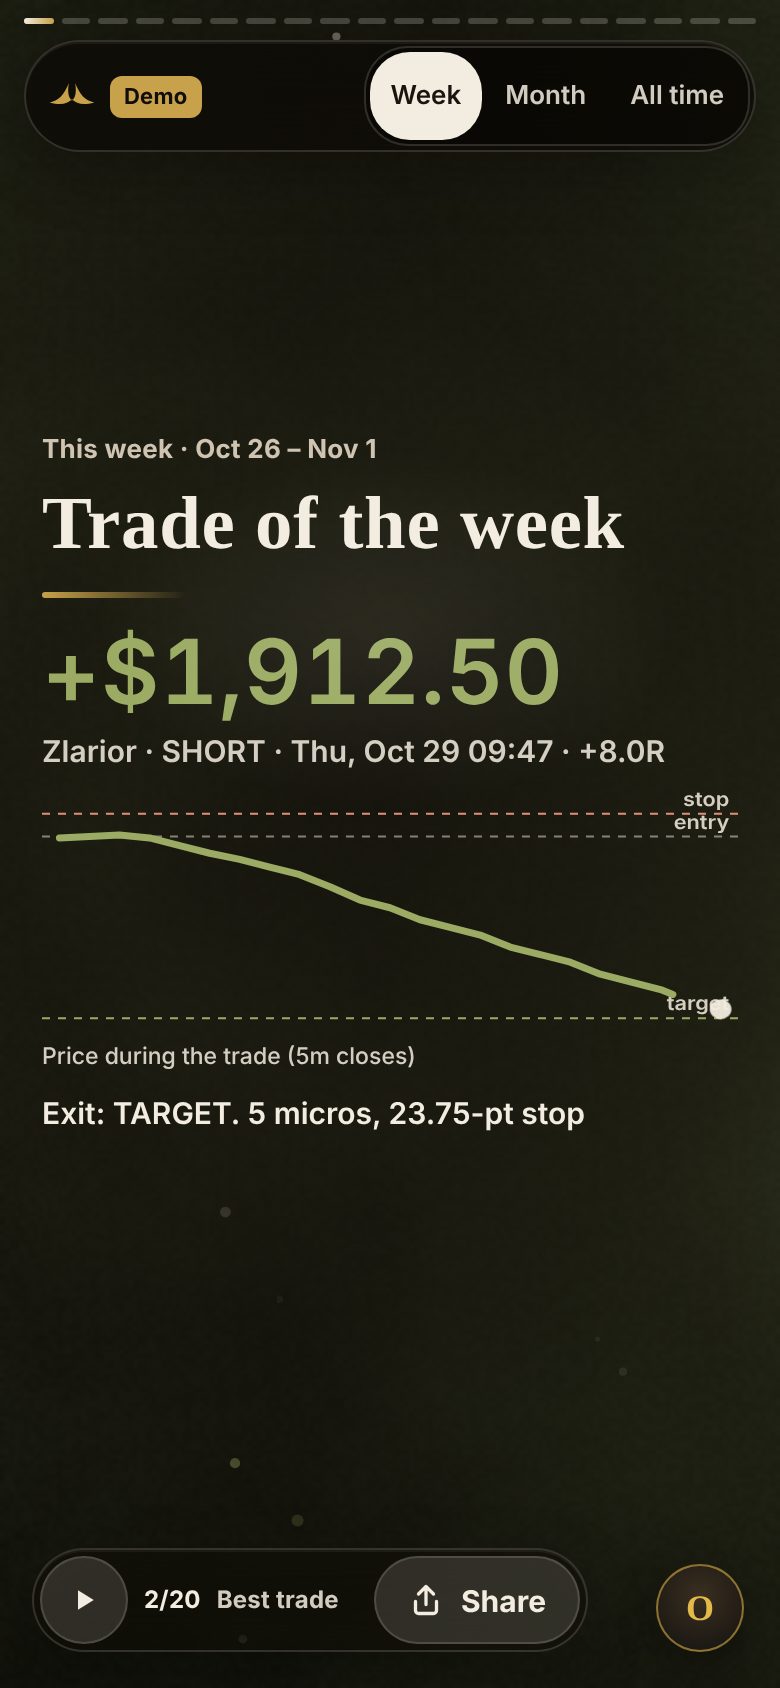 Demo
Week Month All time
This week · Oct 26 – Nov 1
Trade of the week
+$1,912.50
Zlarior · SHORT · Thu, Oct 29 09:47 · +8.0R
stop
entry
target
Price during the trade (5m closes)
Exit: TARGET. 5 micros, 23.75-pt stop
2/20 Best trade Share
O